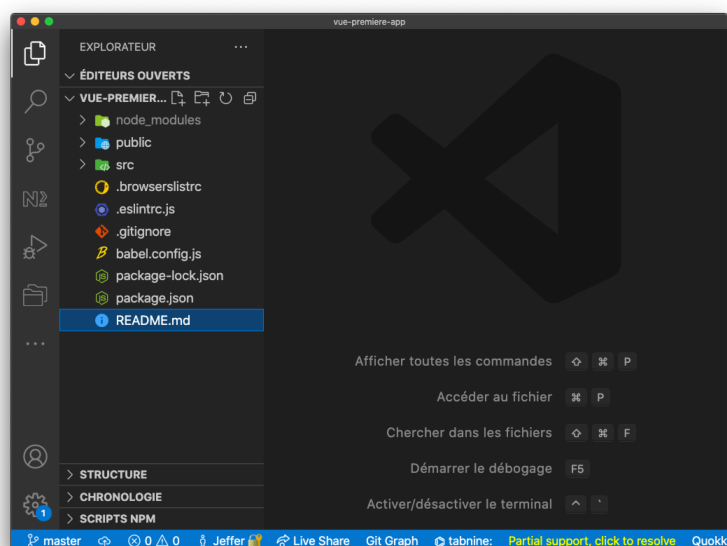 vue-premiere-app
EXPLORATEUR
ÉDITEURS OUVERTS
VUE-PREMIER...
node_modules
public
src
.browserslistrc
.eslintrc.js
.gitignore
babel.config.js
package-lock.json
package.json
README.md
Afficher toutes les commandes ⇧ ⌘ P
Accéder au fichier ⌘ P
Chercher dans les fichiers ⇧ ⌘ F
Démarrer le débogage F5
Activer/désactiver le terminal ^ `
STRUCTURE
CHRONOLOGIE
SCRIPTS NPM
1
master 0 0 Jeffer🔐 Live Share Git Graph tabnine: Partial support, click to resolve Quokk